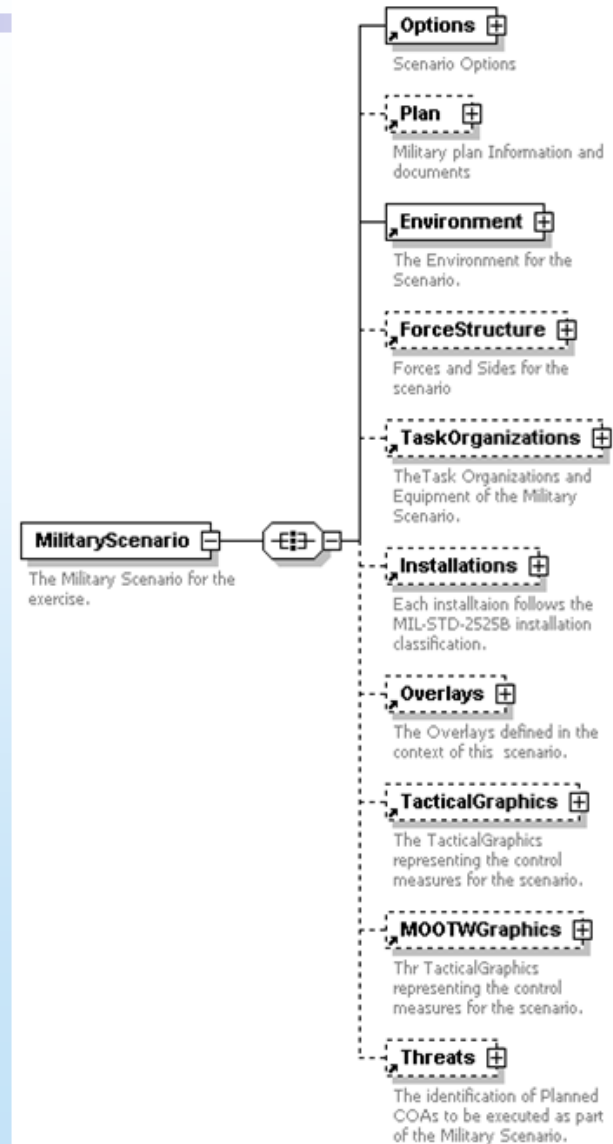 Options
Scenario Options
Plan
Military plan Information and
documents
Environment
The Environment for the
Scenario.
ForceStructure
Forces and Sides for the
scenario
TaskOrganizations
TheTask Organizations and
Equipment of the Military
Scenario.
MilitaryScenario
The Military Scenario for the
exercise.
Installations
Each installtaion follows the
MIL-STD-2525B installation
classification.
Overlays
The Overlays defined in the
context of this scenario.
TacticalGraphics
The TacticalGraphics
representing the control
measures for the scenario.
MOOTWGraphics
Thr TacticalGraphics
representing the control
measures for the scenario.
Threats
The identification of Planned
COAs to be executed as part
of the Military Scenario.